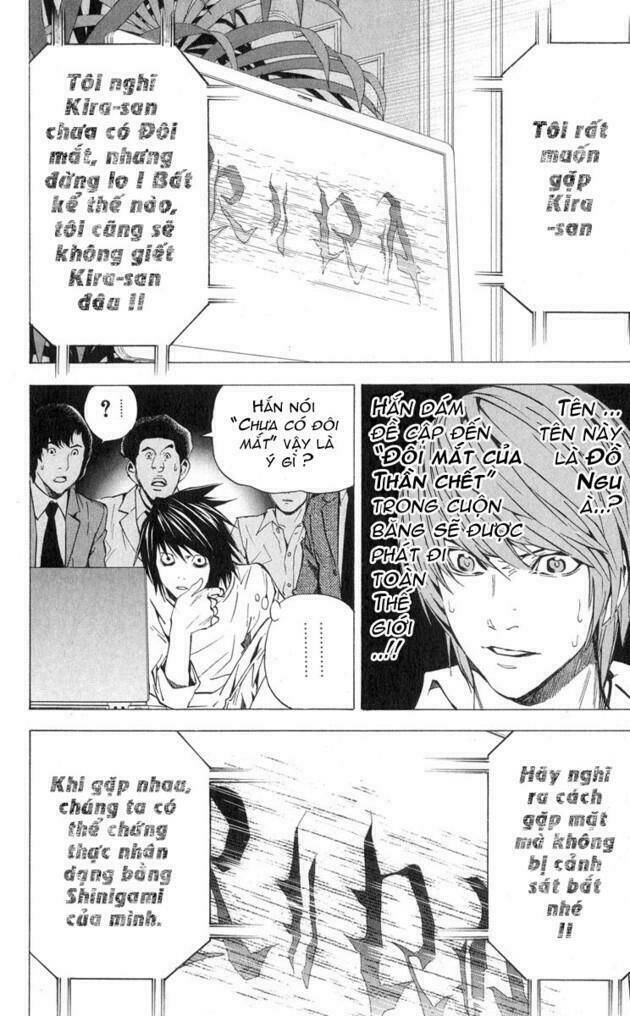 Tôi rất
muốn
gặp
Kira
-san
Tôi nghĩ
Kira-san
chưa có Đôi
mắt, nhưng
đừng lo ! Bất
kể thế nào,
tôi cũng sẽ
không giết
Kira-san
đâu !!
KIRA
Tên ...
Tên này
là Đỗ
Ngu
à..?
Hắn dám
đề cập đến
"Đôi mắt của
Thần chết"
trong cuộn
băng sẽ được
phát đi
toàn
thế
giới
..!!
Hắn nói
"Chưa có đôi
mắt" vậy là
ý gì ?
?
Hãy nghĩ
ra cách
gặp mặt
mà không
bị cảnh
sát bắt
nhé
!!
Khi gặp nhau,
chúng ta có
thể chứng
thực nhân
dạng bằng
Shinigami
của mình.
KIRA